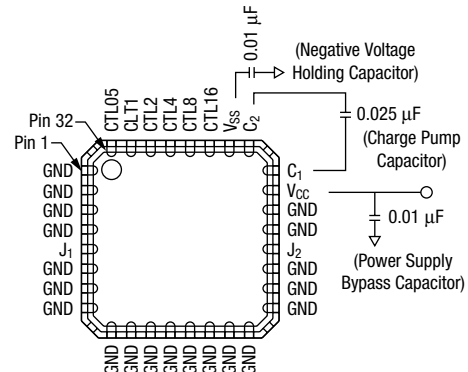 0.01 µF
(Negative Voltage
Holding Capacitor)
CTL05
CLT1
CTL2
CTL4
CTL8
CTL16
VSS
C2
Pin 32
Pin 1
0.025 µF
(Charge Pump
Capacitor)
GND
GND
GND
GND
J1
GND
GND
GND
C1
VCC
GND
GND
J2
GND
GND
GND
0.01 µF
(Power Supply
Bypass Capacitor)
GND
GND
GND
GND
GND
GND
GND
GND